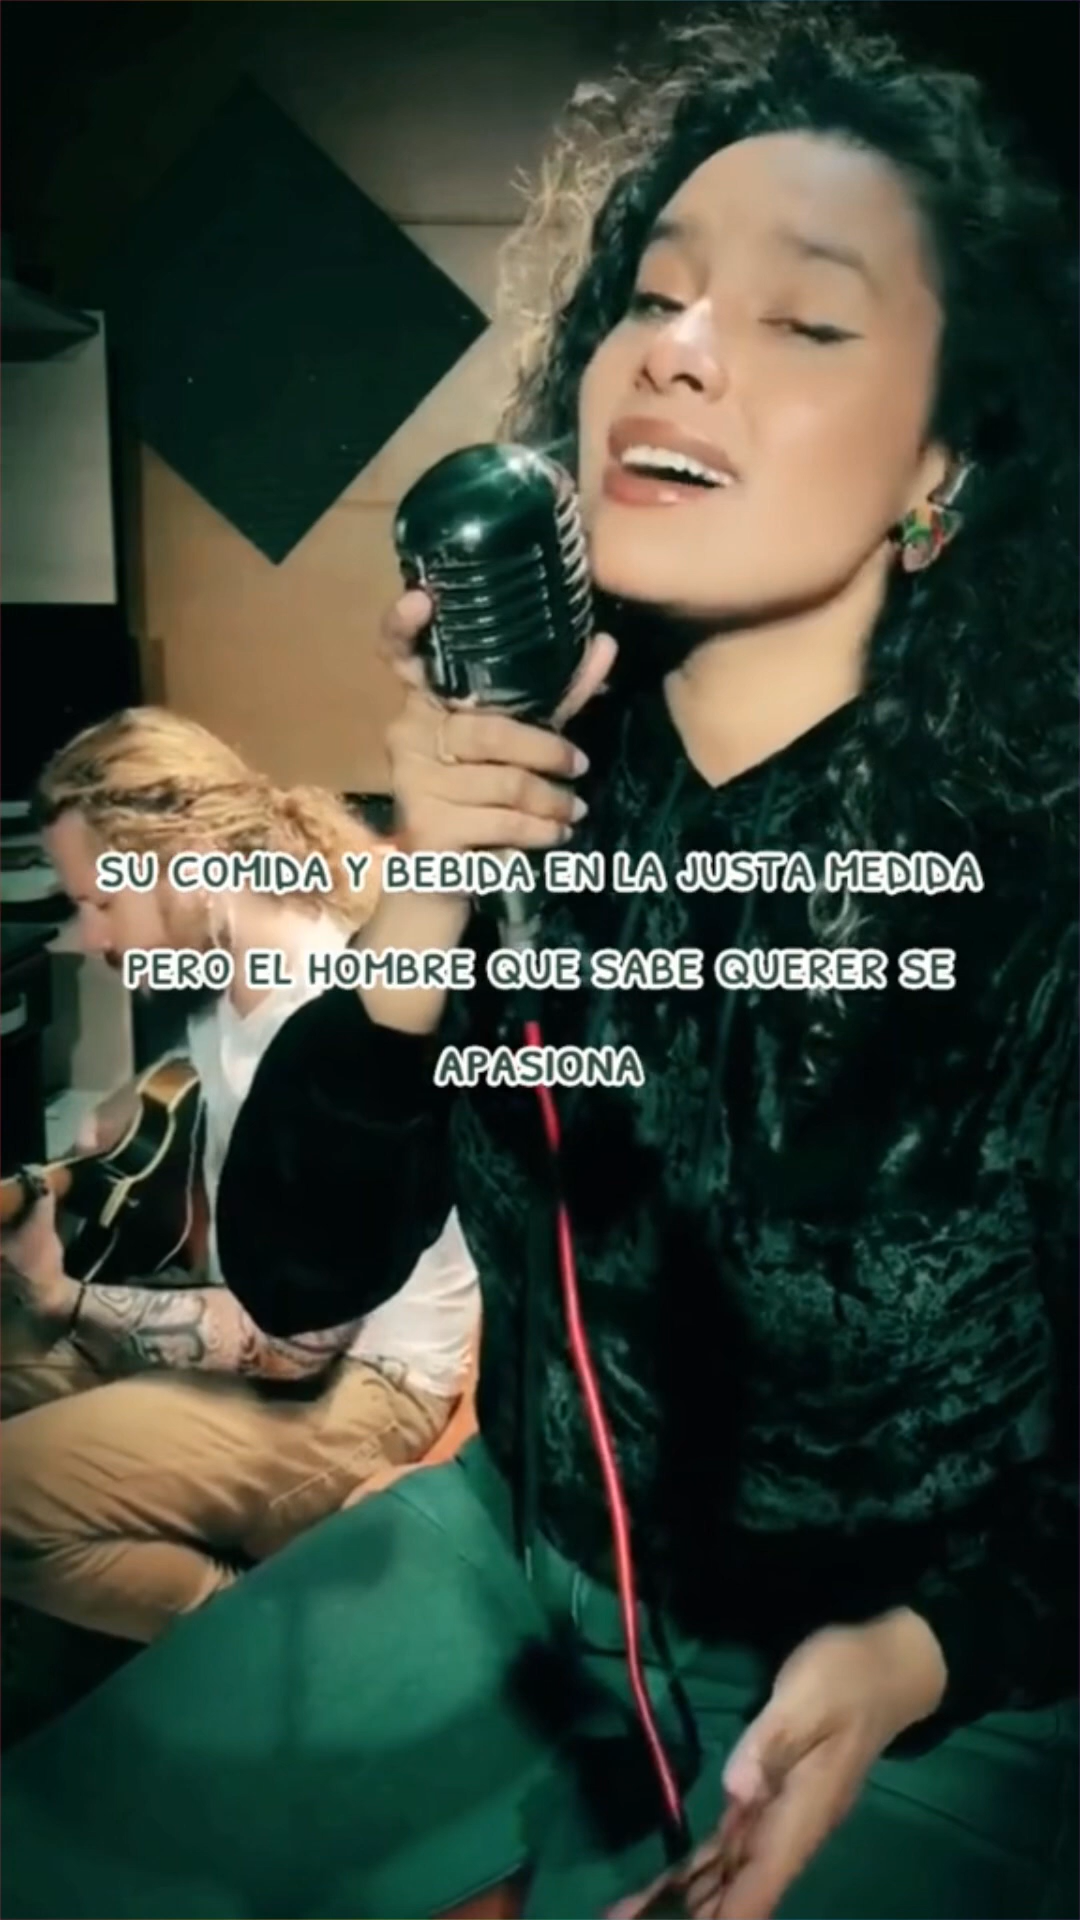 SU COMIDA Y BEBIDA EN LA JUSTA MEDIDA
PERO EL HOMBRE QUE SABE QUERER SE
APASIONA